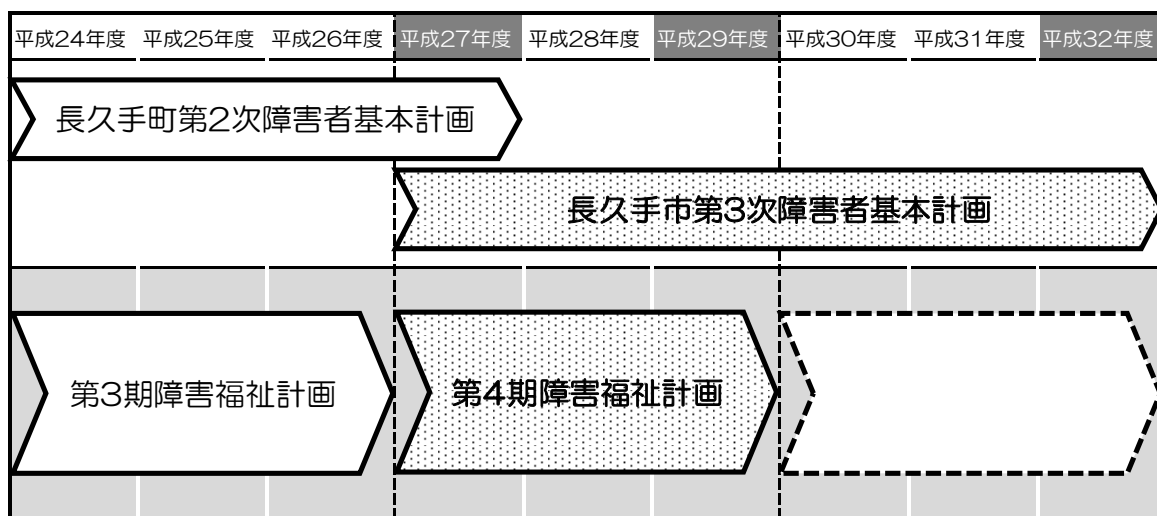 平成24年度 平成25年度 平成26年度 平成27年度 平成28年度 平成29年度 平成30年度 平成31年度 平成32年度
長久手町第2次障害者基本計画
長久手市第3次障害者基本計画
第3期障害福祉計画 第4期障害福祉計画